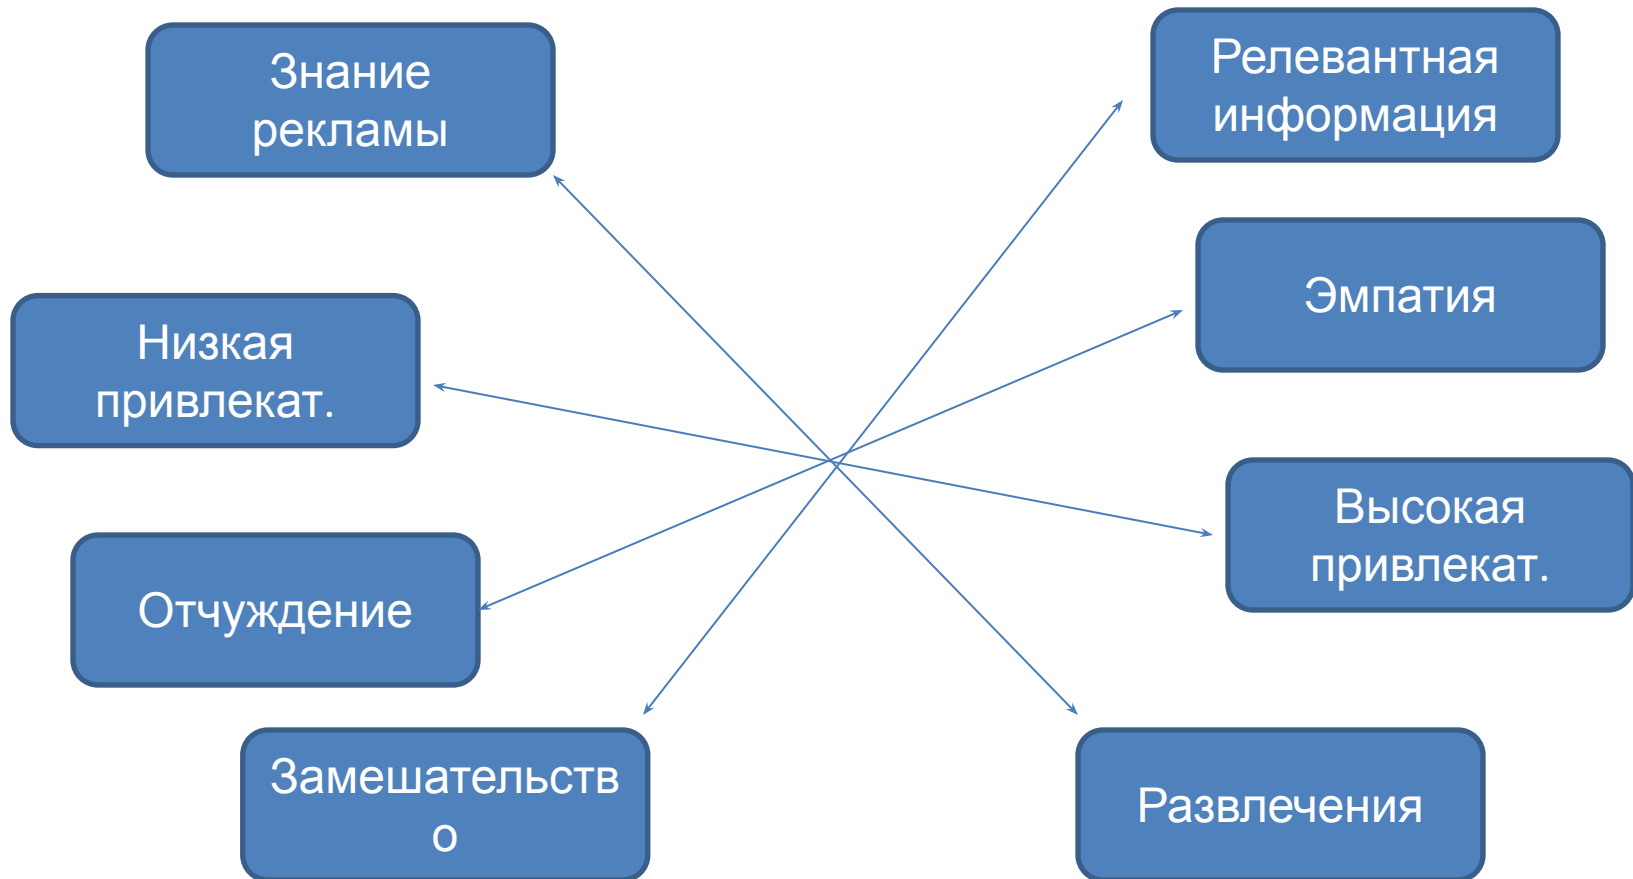 Знание
рекламы
Релевантная
информация
Эмпатия
Низкая
привлекат.
Высокая
привлекат.
Отчуждение
Замешательств
о
Развлечения